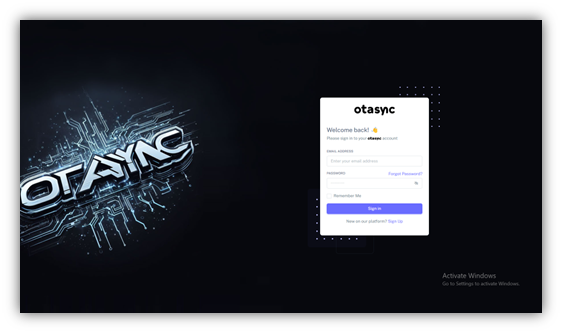 OTASYNC
otasync
Welcome back! 👋
Please sign in to your otasync account
EMAIL ADDRESS
Enter your email address
PASSWORD
Forgot Password?
Remember Me
Sign in
New on our platform? Sign Up
Activate Windows
Go to Settings to activate Windows.